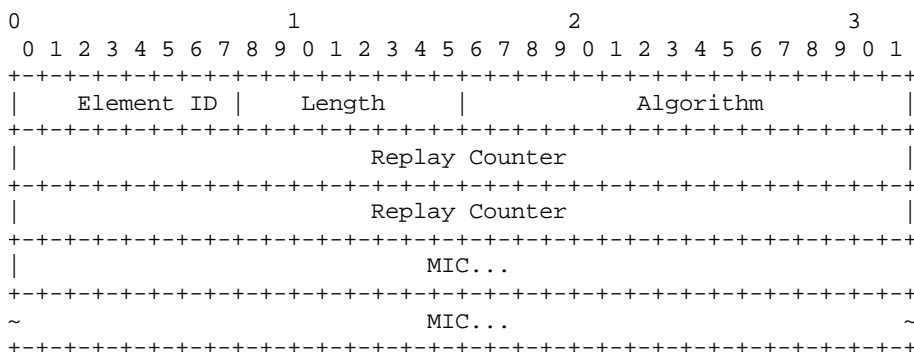 0                   1                   2                   3
 0 1 2 3 4 5 6 7 8 9 0 1 2 3 4 5 6 7 8 9 0 1 2 3 4 5 6 7 8 9 0 1
+-+-+-+-+-+-+-+-+-+-+-+-+-+-+-+-+-+-+-+-+-+-+-+-+-+-+-+-+-+-+-+-+
|    Element ID |    Length     |            Algorithm          |
+-+-+-+-+-+-+-+-+-+-+-+-+-+-+-+-+-+-+-+-+-+-+-+-+-+-+-+-+-+-+-+-+
|                         Replay Counter                        |
+-+-+-+-+-+-+-+-+-+-+-+-+-+-+-+-+-+-+-+-+-+-+-+-+-+-+-+-+-+-+-+-+
|                         Replay Counter                        |
+-+-+-+-+-+-+-+-+-+-+-+-+-+-+-+-+-+-+-+-+-+-+-+-+-+-+-+-+-+-+-+-+
|                             MIC...
+-+-+-+-+-+-+-+-+-+-+-+-+-+-+-+-+-+-+-+-+-+-+-+-+-+-+-+-+-+-+-+-+
~                             MIC...                            ~
+-+-+-+-+-+-+-+-+-+-+-+-+-+-+-+-+-+-+-+-+-+-+-+-+-+-+-+-+-+-+-+-+